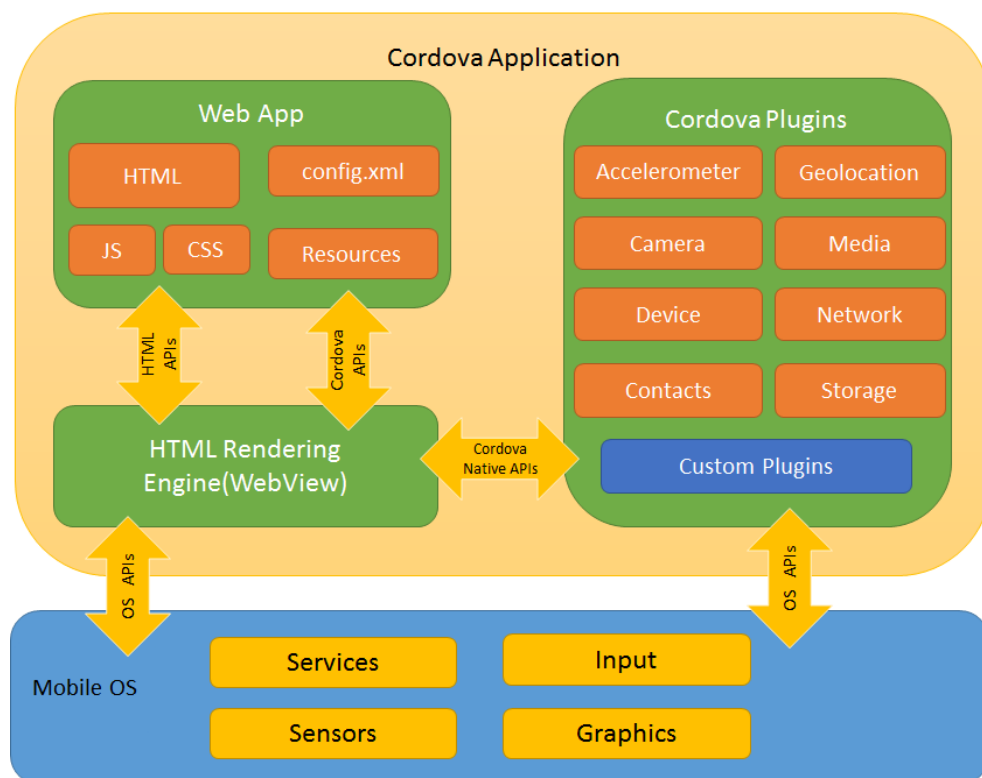 Cordova Application
Web App
HTML
config.xml
JS
CSS
Resources
HTML
APIs
Cordova
APIs
HTML Rendering
Engine(WebView)
Cordova
Native APIs
Cordova Plugins
Accelerometer
Geolocation
Camera
Media
Device
Network
Contacts
Storage
Custom Plugins
OS APIs
OS APIs
Mobile OS
Services
Input
Sensors
Graphics